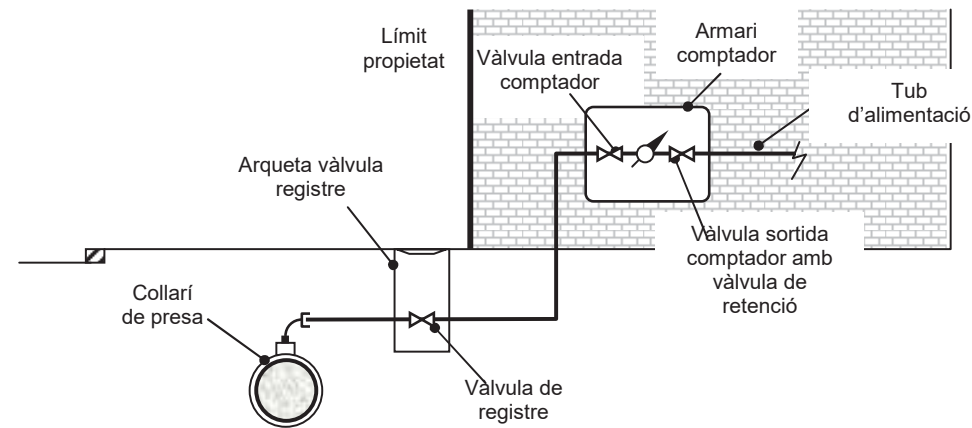 Límit
propietat
Vàlvula entrada
comptador
Armari
comptador
Tub
d’alimentació
Arqueta vàlvula
registre
Vàlvula sortida
comptador amb
vàlvula de
retenció
Collarí
de presa
Vàlvula de
registre